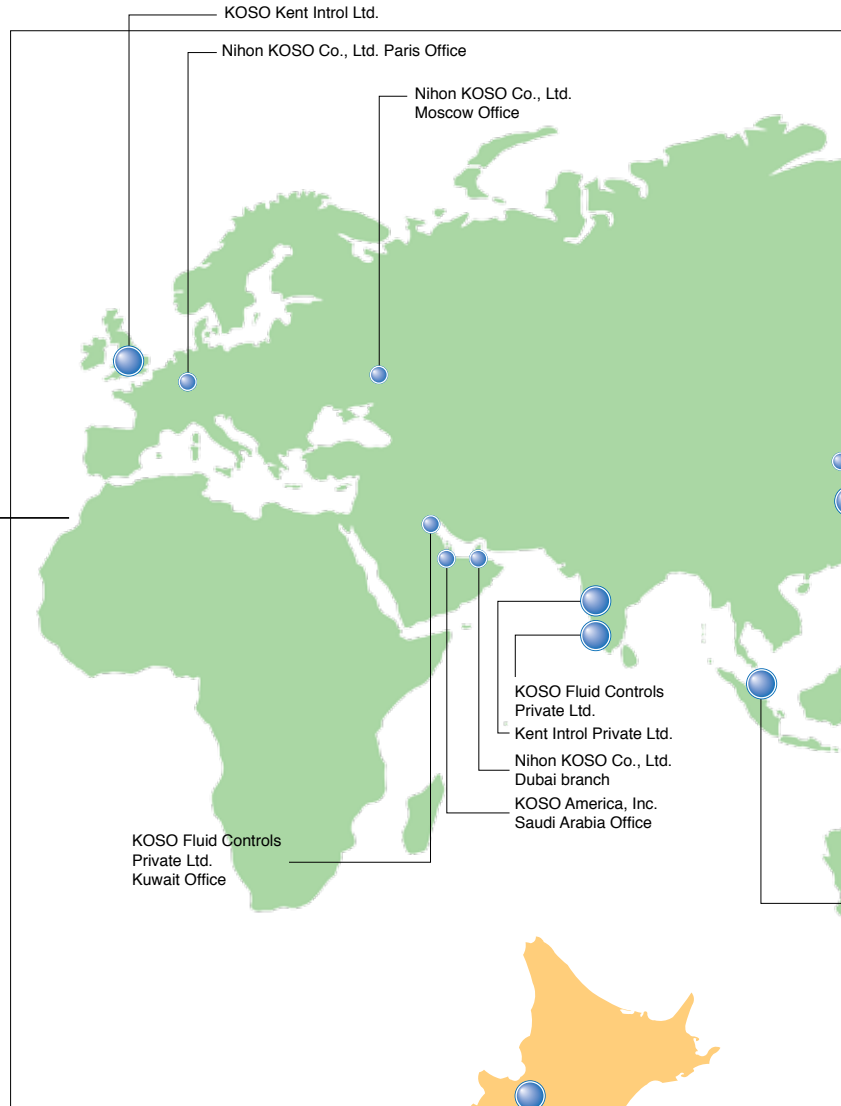 KOSO Kent Introl Ltd.
Nihon KOSO Co., Ltd. Paris Office
Nihon KOSO Co., Ltd.
Moscow Office
KOSO Fluid Controls
Private Ltd.
Kent Introl Private Ltd.
Nihon KOSO Co., Ltd.
Dubai branch
KOSO America, Inc.
Saudi Arabia Office
KOSO Fluid Controls
Private Ltd.
Kuwait Office